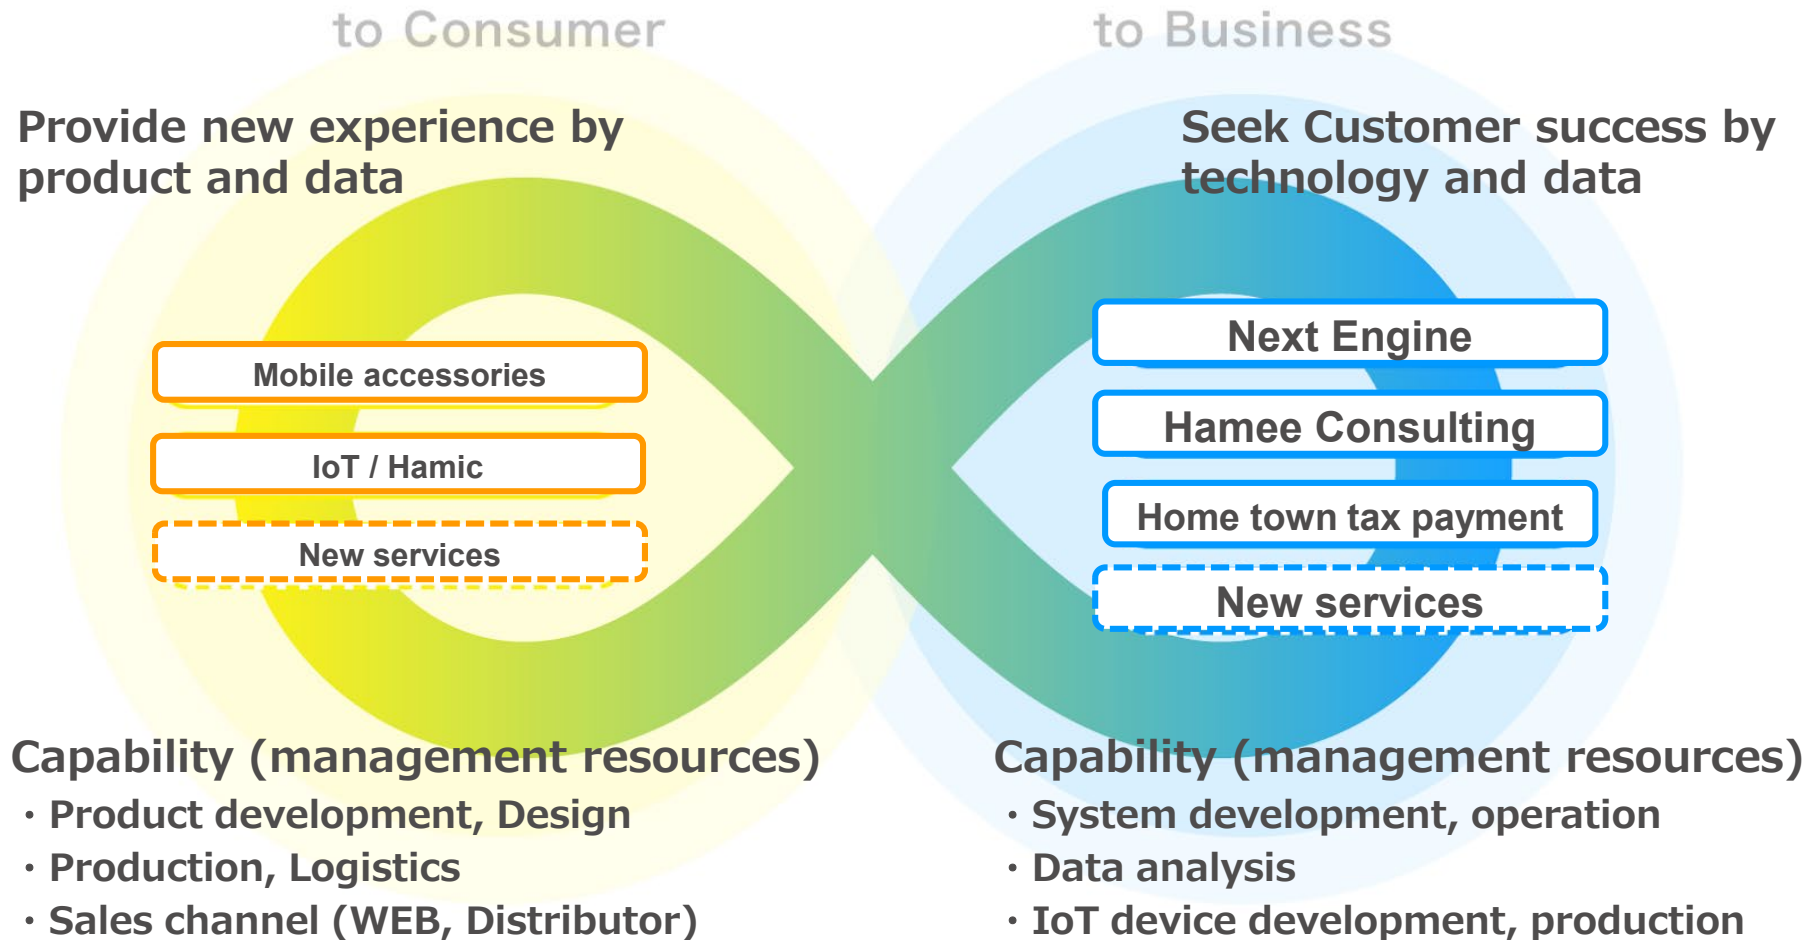 to Consumer
Provide new experience by
product and data
Mobile accessories
IoT / Hamic
New services
Capability (management resources)
・Product development, Design
・Production, Logistics
・Sales channel (WEB, Distributor)
to Business
Seek Customer success by
technology and data
Next Engine
Hamee Consulting
Home town tax payment
New services
Capability (management resources)
・System development, operation
・Data analysis
・IoT device development, production